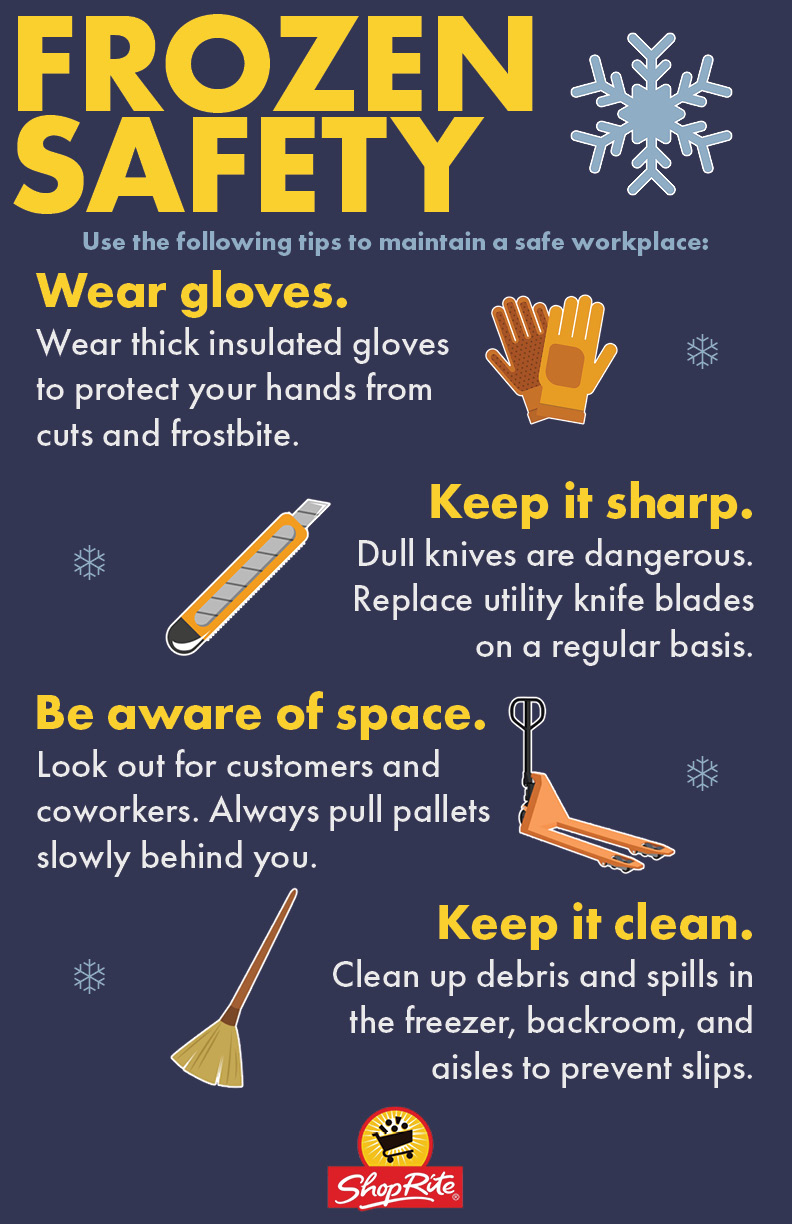 FROZEN
SAFETY
Use the following tips to maintain a safe workplace:
Wear gloves.
Wear thick insulated gloves
to protect your hands from
cuts and frostbite.
Keep it sharp.
Dull knives are dangerous.
Replace utility knife blades
on a regular basis.
Be aware of space.
Look out for customers and
coworkers. Always pull pallets
slowly behind you.
Keep it clean.
Clean up debris and spills in
the freezer, backroom, and
aisles to prevent slips.
ShopRite®